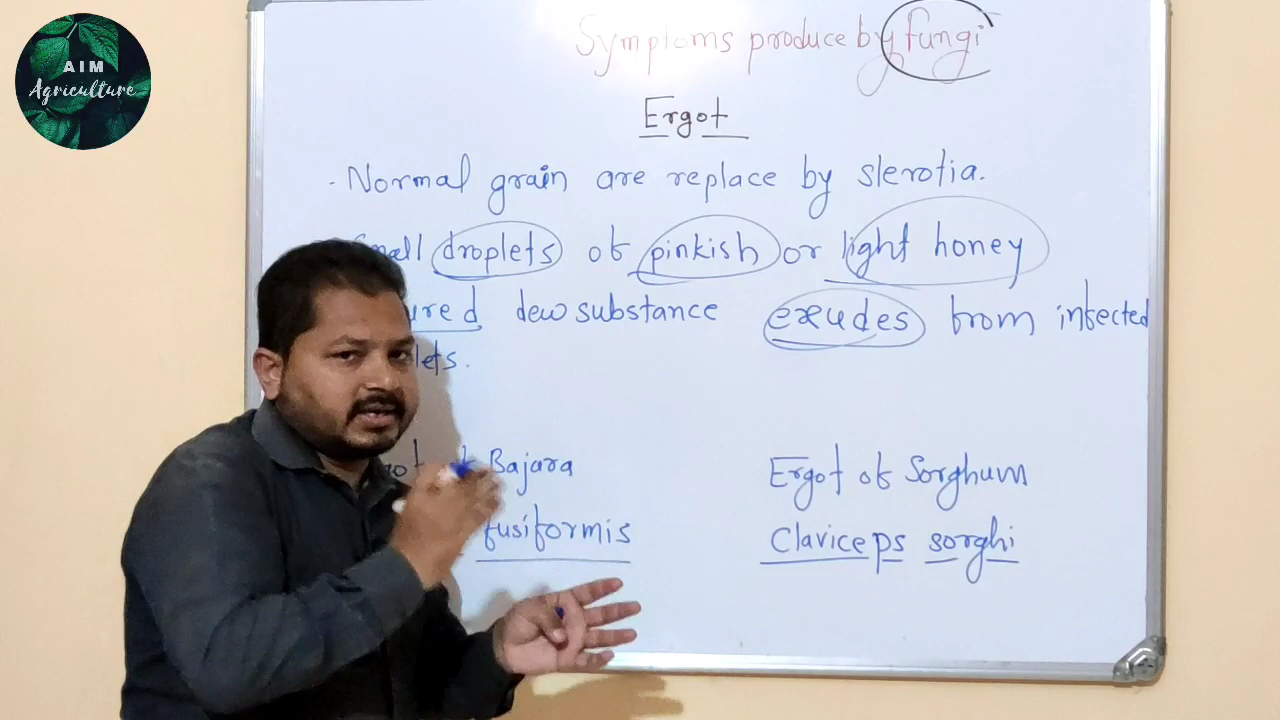 AIM
Agriculture
Symptoms produce by fungi
Ergot
. Normal grain are replace by slerotia.
droplets of pinkish or light honey
dew substance exudes from infected
Bajara
Ergot of Sorghum
fusiformis
Claviceps sorghi